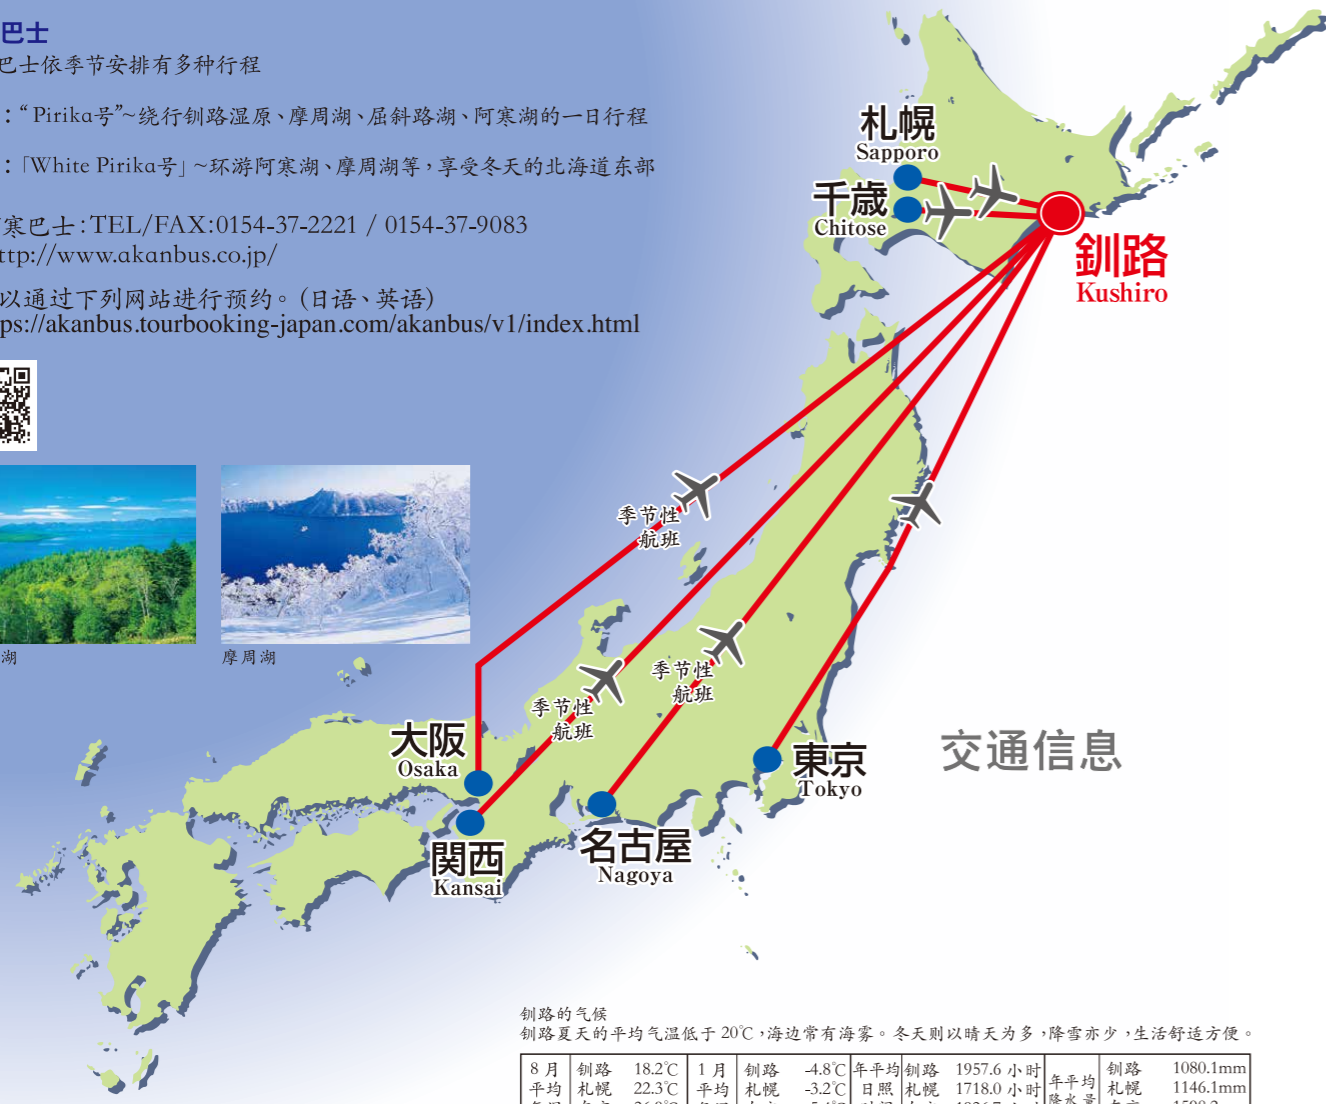 巴士
巴士依季节安排有多种行程
：“Pirika号”~绕行钏路湿原、摩周湖、屈斜路湖、阿寒湖的一日行程
：「White Pirika号」~环游阿寒湖、摩周湖等，享受冬天的北海道东部
寒巴士：TEL/FAX:0154-37-2221 / 0154-37-9083
ttp://www.akanbus.co.jp/
以通过下列网站进行预约。（日语、英语）
ps://akanbus.tourbooking-japan.com/akanbus/v1/index.html
湖
摩周湖
札幌
Sapporo
千歳
Chitose
釧路
Kushiro
季节性
航班
季节性
航班
季节性
航班
大阪
Osaka
関西
Kansai
名古屋
Nagoya
東京
Tokyo
交通信息
钏路的气候
钏路夏天的平均气温低于20℃，海边常有海雾。冬天则以晴天为多，降雪亦少，生活舒适方便。
8月 钏路 18.2℃ 1月 钏路 -4.8℃ 年平均 钏路 1957.6小时 年平均 钏路 1080.1mm
平均 札幌 22.3℃ 平均 札幌 -3.2℃ 日照 札幌 1718.0小时 札幌 1146.1mm